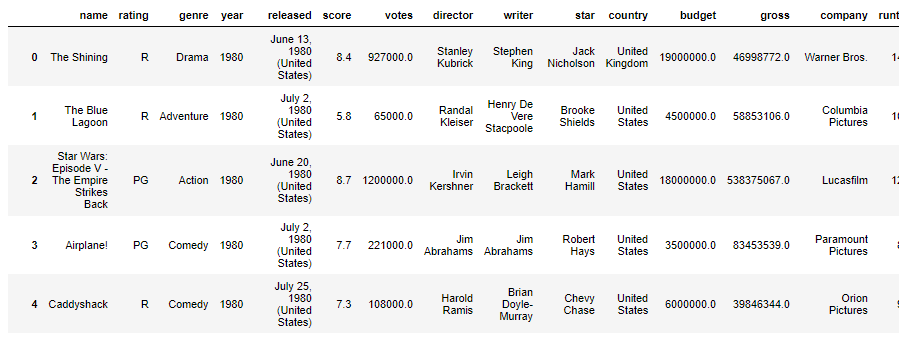 name rating genre year released score votes director writer star country budget gross company runt
0 The Shining R Drama 1980 June 13, 1980 (United States) 8.4 927000.0 Stanley Kubrick Stephen King Jack Nicholson United Kingdom 19000000.0 46998772.0 Warner Bros. 14
1 The Blue Lagoon R Adventure 1980 July 2, 1980 (United States) 5.8 65000.0 Randal Kleiser Henry De Vere Stacpoole Brooke Shields United States 4500000.0 58853106.0 Columbia Pictures 10
2 Star Wars: Episode V - The Empire Strikes Back PG Action 1980 June 20, 1980 (United States) 8.7 1200000.0 Irvin Kershner Leigh Brackett Mark Hamill United States 18000000.0 538375067.0 Lucasfilm 12
3 Airplane! PG Comedy 1980 July 2, 1980 (United States) 7.7 221000.0 Jim Abrahams Jim Abrahams Robert Hays United States 3500000.0 83453539.0 Paramount Pictures
4 Caddyshack R Comedy 1980 July 25, 1980 (United States) 7.3 108000.0 Harold Ramis Brian Doyle-Murray Chevy Chase United States 6000000.0 39846344.0 Orion Pictures